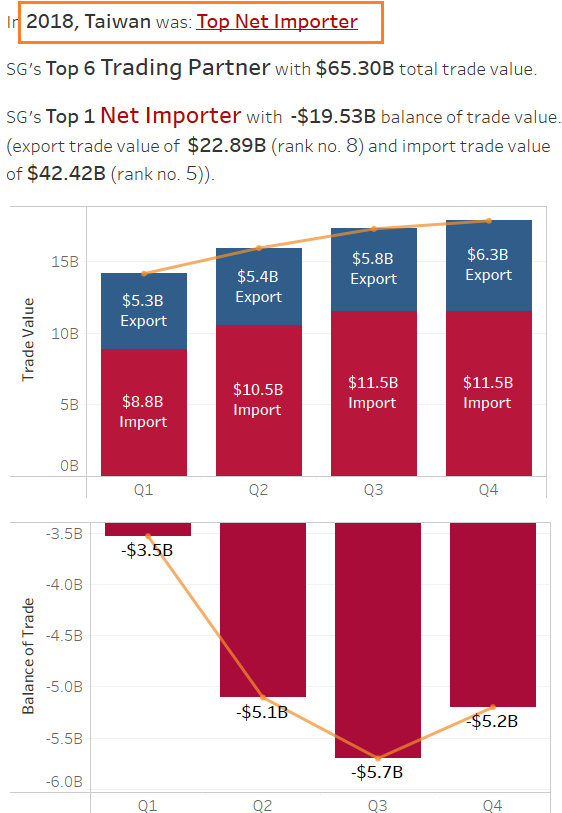 In 2018, Taiwan was: Top Net Importer
SG's Top 6 Trading Partner with $65.30B total trade value.
SG's Top 1 Net Importer with -$19.53B balance of trade value.
(export trade value of $22.89B (rank no. 8) and import trade value
of $42.42B (rank no. 5)).
Trade Value
15B
10B
5B
0B
$5.3B
Export
$8.8B
Import
$5.4B
Export
$10.5B
Import
$5.8B
Export
$11.5B
Import
$6.3B
Export
$11.5B
Import
Q1
Q2
Q3
Q4
Balance of Trade
-3.5B
-4.0B
-4.5B
-5.0B
-5.5B
-6.0B
-$3.5B
-$5.1B
-$5.7B
-$5.2B
Q1
Q2
Q3
Q4